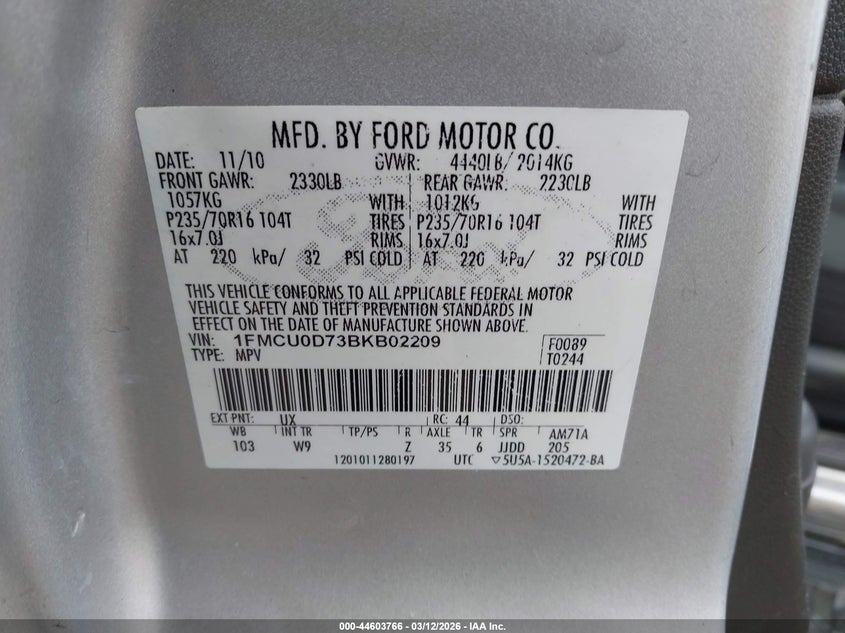 MFD. BY FORD MOTOR CO.
DATE: 11/10 GVWR: 4440LB/ 2014KG
FRONT GAWR: 2330LB REAR GAWR: 2230LB
1057KG WITH 1012KG WITH
P235/70R16 104T TIRES P235/70R16 104T TIRES
16x7.0J RIMS 16x7.0J RIMS
AT 220 kPa/ 32 PSI COLD AT 220 kPa/ 32 PSI COLD
THIS VEHICLE CONFORMS TO ALL APPLICABLE FEDERAL MOTOR
VEHICLE SAFETY AND THEFT PREVENTION STANDARDS IN
EFFECT ON THE DATE OF MANUFACTURE SHOWN ABOVE.
VIN: 1FMCU0D73BKB02209 F0089
TYPE: MPV T0244
EXT PNT: UX RC: 44 DSO:
WB INT TR TP/PS R AXLE TR SPR AM71A
103 W9 Z 35 6 JJDD 205
1201011280197 UTC ▽5U5A-1520472-BA
000-44603766 - 03/12/2026 - IAA Inc.